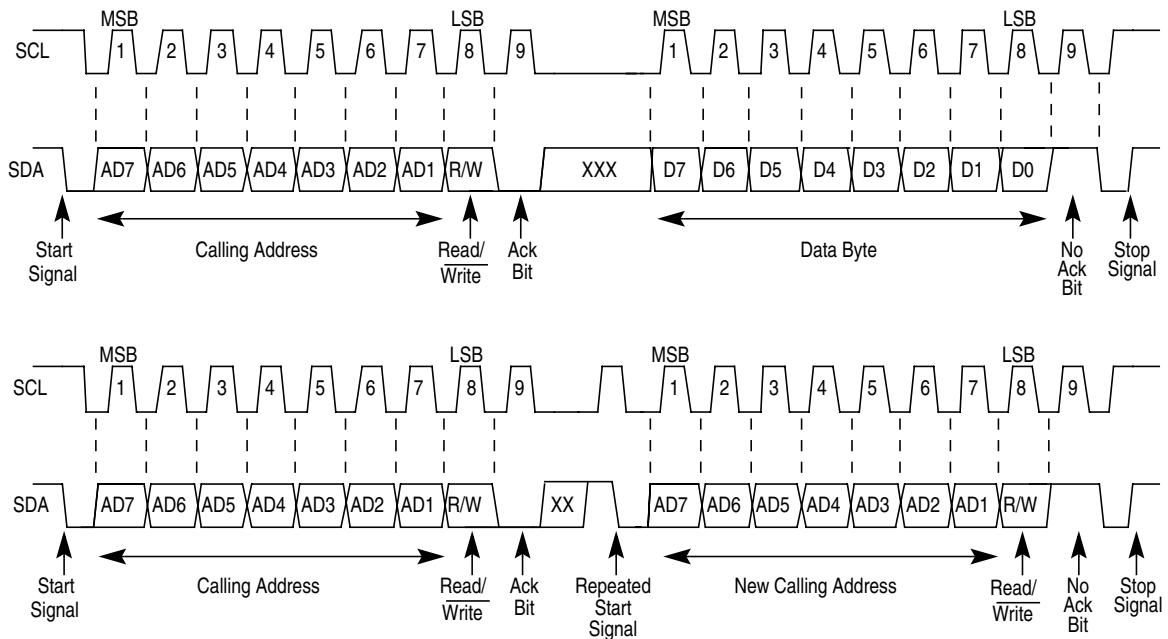 MSB LSB MSB LSB
SCL 1 2 3 4 5 6 7 8 9 1 2 3 4 5 6 7 8 9
SDA AD7 AD6 AD5 AD4 AD3 AD2 AD1 R/W XXX D7 D6 D5 D4 D3 D2 D1 D0
Start Signal
Calling Address
Read/ Write
Ack Bit
Data Byte
No Ack Bit
Stop Signal
MSB LSB MSB LSB
SCL 1 2 3 4 5 6 7 8 9 1 2 3 4 5 6 7 8 9
SDA AD7 AD6 AD5 AD4 AD3 AD2 AD1 R/W XX AD7 AD6 AD5 AD4 AD3 AD2 AD1 R/W
Start Signal
Calling Address
Read/ Write
Ack Bit
Repeated Start Signal
New Calling Address
Read/ Write
No Ack Bit
Stop Signal